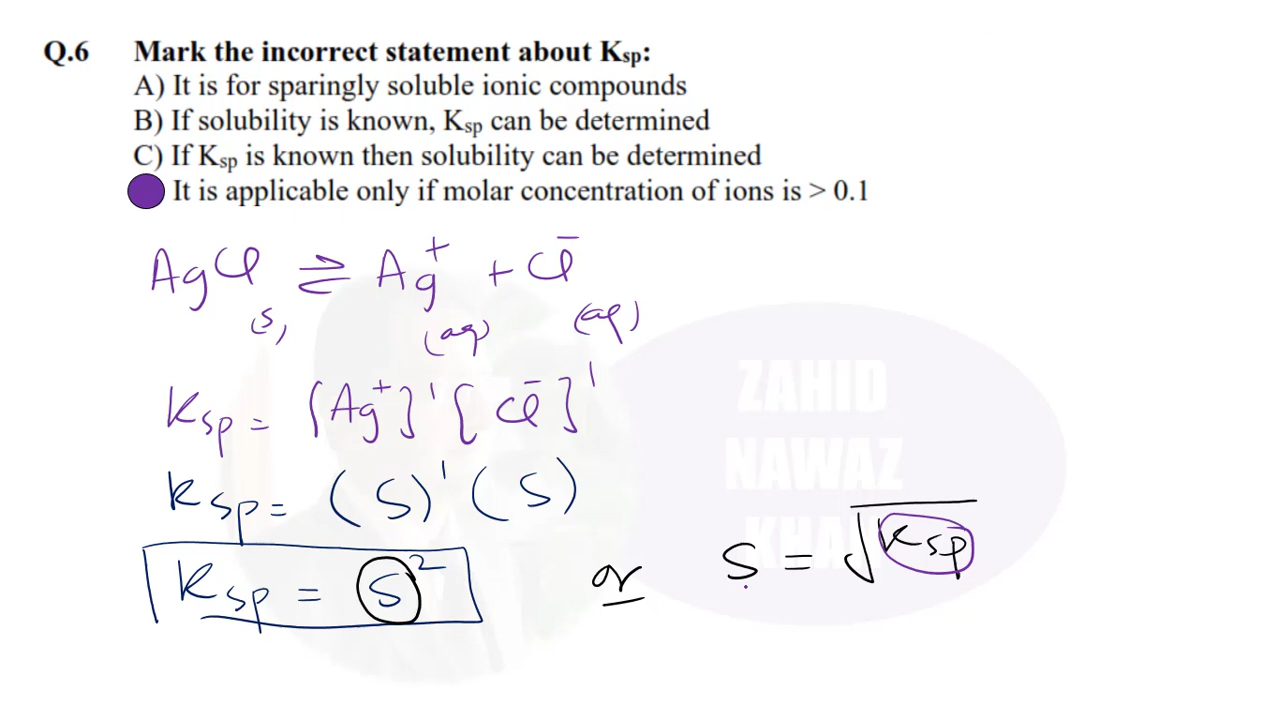 Q.6 Mark the incorrect statement about Ksp:
A) It is for sparingly soluble ionic compounds
B) If solubility is known, Ksp can be determined
C) If Ksp is known then solubility can be determined
It is applicable only if molar concentration of ions is > 0.1
AgCl ⇌ Ag⁺ + Cl⁻
(s) (aq) (aq)
Ksp = [Ag⁺]¹ [Cl⁻]¹
Ksp = (S)¹ (S)
Ksp = S² or S = √Ksp
ZAHID
NAWAZ
KHAN